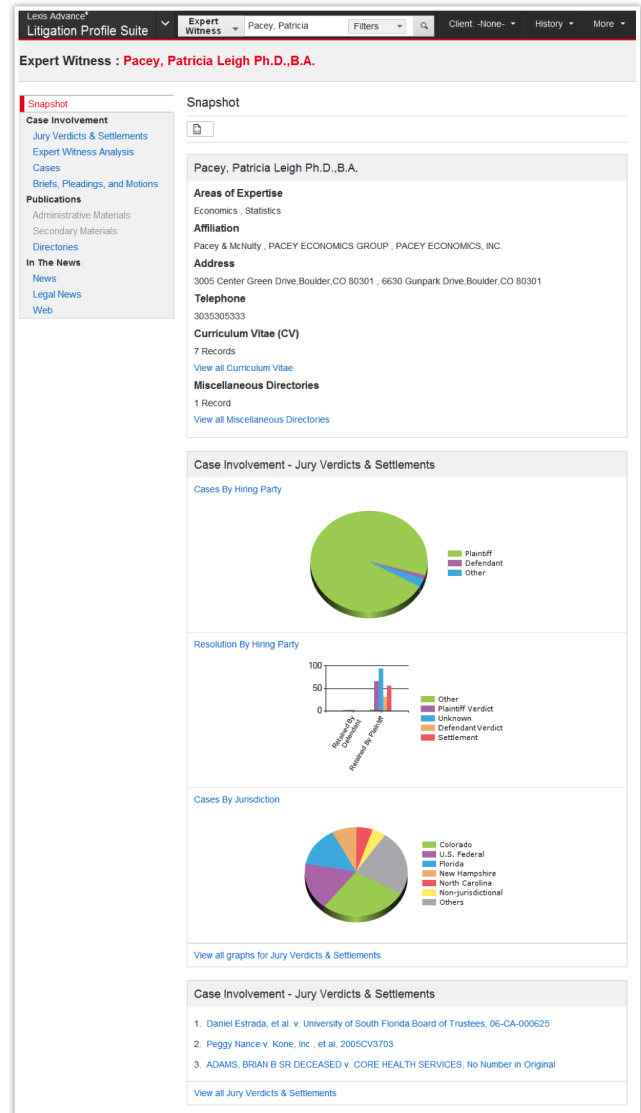 Lexis Advance®
Litigation Profile Suite
Expert Witness
Pacey, Patricia
Filters
Client: -None-
History
More
Expert Witness : Pacey, Patricia Leigh Ph.D.,B.A.
Snapshot
Case Involvement
Jury Verdicts & Settlements
Expert Witness Analysis
Cases
Briefs, Pleadings, and Motions
Publications
Administrative Materials
Secondary Materials
Directories
In The News
News
Legal News
Web
Snapshot
Pacey, Patricia Leigh Ph.D.,B.A.
Areas of Expertise
Economics , Statistics
Affiliation
Pacey & McNulty , PACEY ECONOMICS GROUP , PACEY ECONOMICS, INC.
Address
3005 Center Green Drive,Boulder,CO 80301 , 6630 Gunpark Drive,Boulder,CO 80301
Telephone
3035305333
Curriculum Vitae (CV)
7 Records
View all Curriculum Vitae
Miscellaneous Directories
1 Record
View all Miscellaneous Directories
Case Involvement - Jury Verdicts & Settlements
Cases By Hiring Party
Plaintiff
Defendant
Other
Resolution By Hiring Party
100
50
0
Retained By Defendant
Retained By Plaintiff
Other
Plaintiff Verdict
Unknown
Defendant Verdict
Settlement
Cases By Jurisdiction
Colorado
U.S. Federal
Florida
New Hampshire
North Carolina
Non-jurisdictional
Others
View all graphs for Jury Verdicts & Settlements
Case Involvement - Jury Verdicts & Settlements
1. Daniel Estrada, et al. v. University of South Florida Board of Trustees, 06-CA-000625
2. Peggy Nance v. Kone, Inc., et al, 2005CV3703
3. ADAMS, BRIAN B SR DECEASED v. CORE HEALTH SERVICES, No Number in Original
View all Jury Verdicts & Settlements